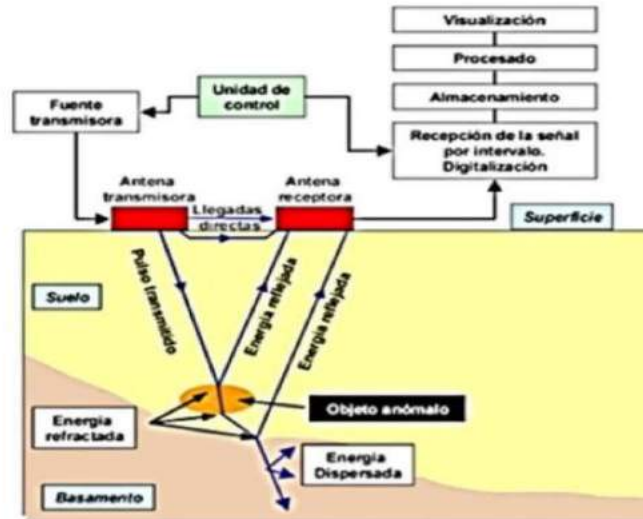 Visualización
Procesado
Almacenamiento
Recepción de la señal
por intervalo.
Digitalización
Unidad de
control
Fuente
transmisora
Antena
transmisora
Antena
receptora
Llegadas
directas
Superficie
Suelo
Pulso transmitido
Energía reflejada
Energía reflejada
Objeto anómalo
Energía
refractada
Energía
Dispersada
Basamento